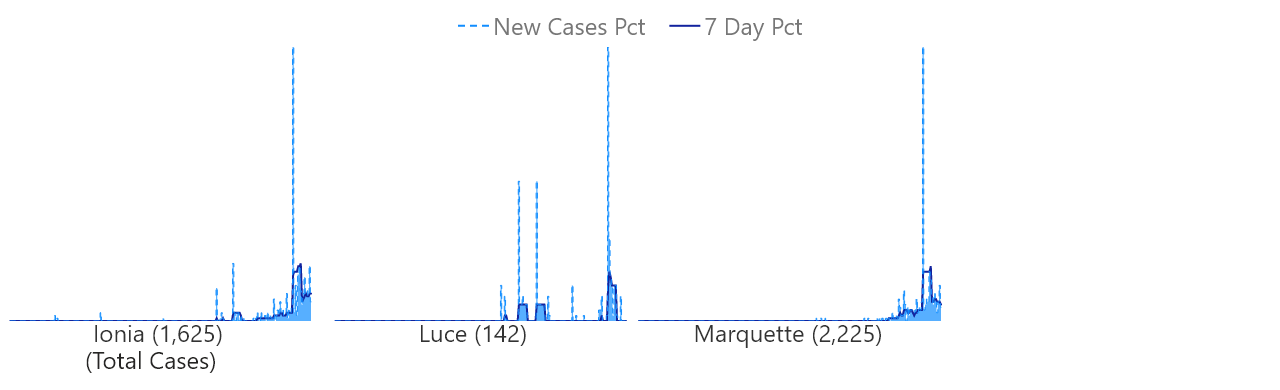 New Cases Pct 7 Day Pct
Ionia (1,625) Luce (142) Marquette (2,225)
(Total Cases)